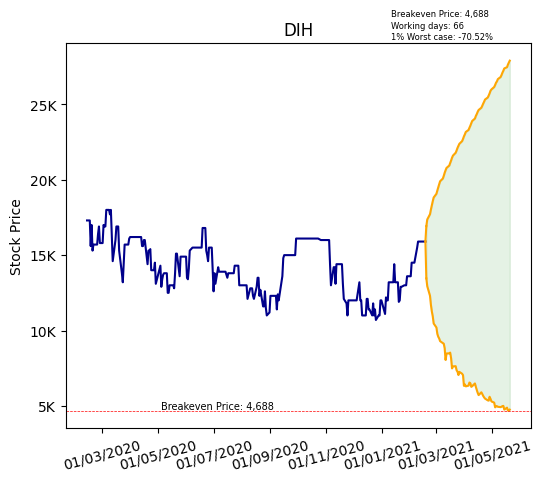 Breakeven Price: 4,688
Working days: 66
1% Worst case: -70.52%
DIH
Stock Price
25K
20K
15K
10K
5K
Breakeven Price: 4,688
01/03/2020 01/05/2020 01/07/2020 01/09/2020 01/11/2020 01/01/2021 01/03/2021 01/05/2021